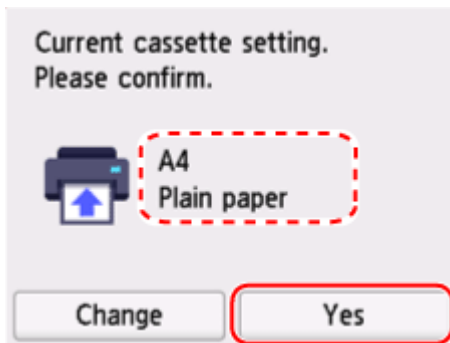 Current cassette setting.
Please confirm.
A4
Plain paper
Change
Yes